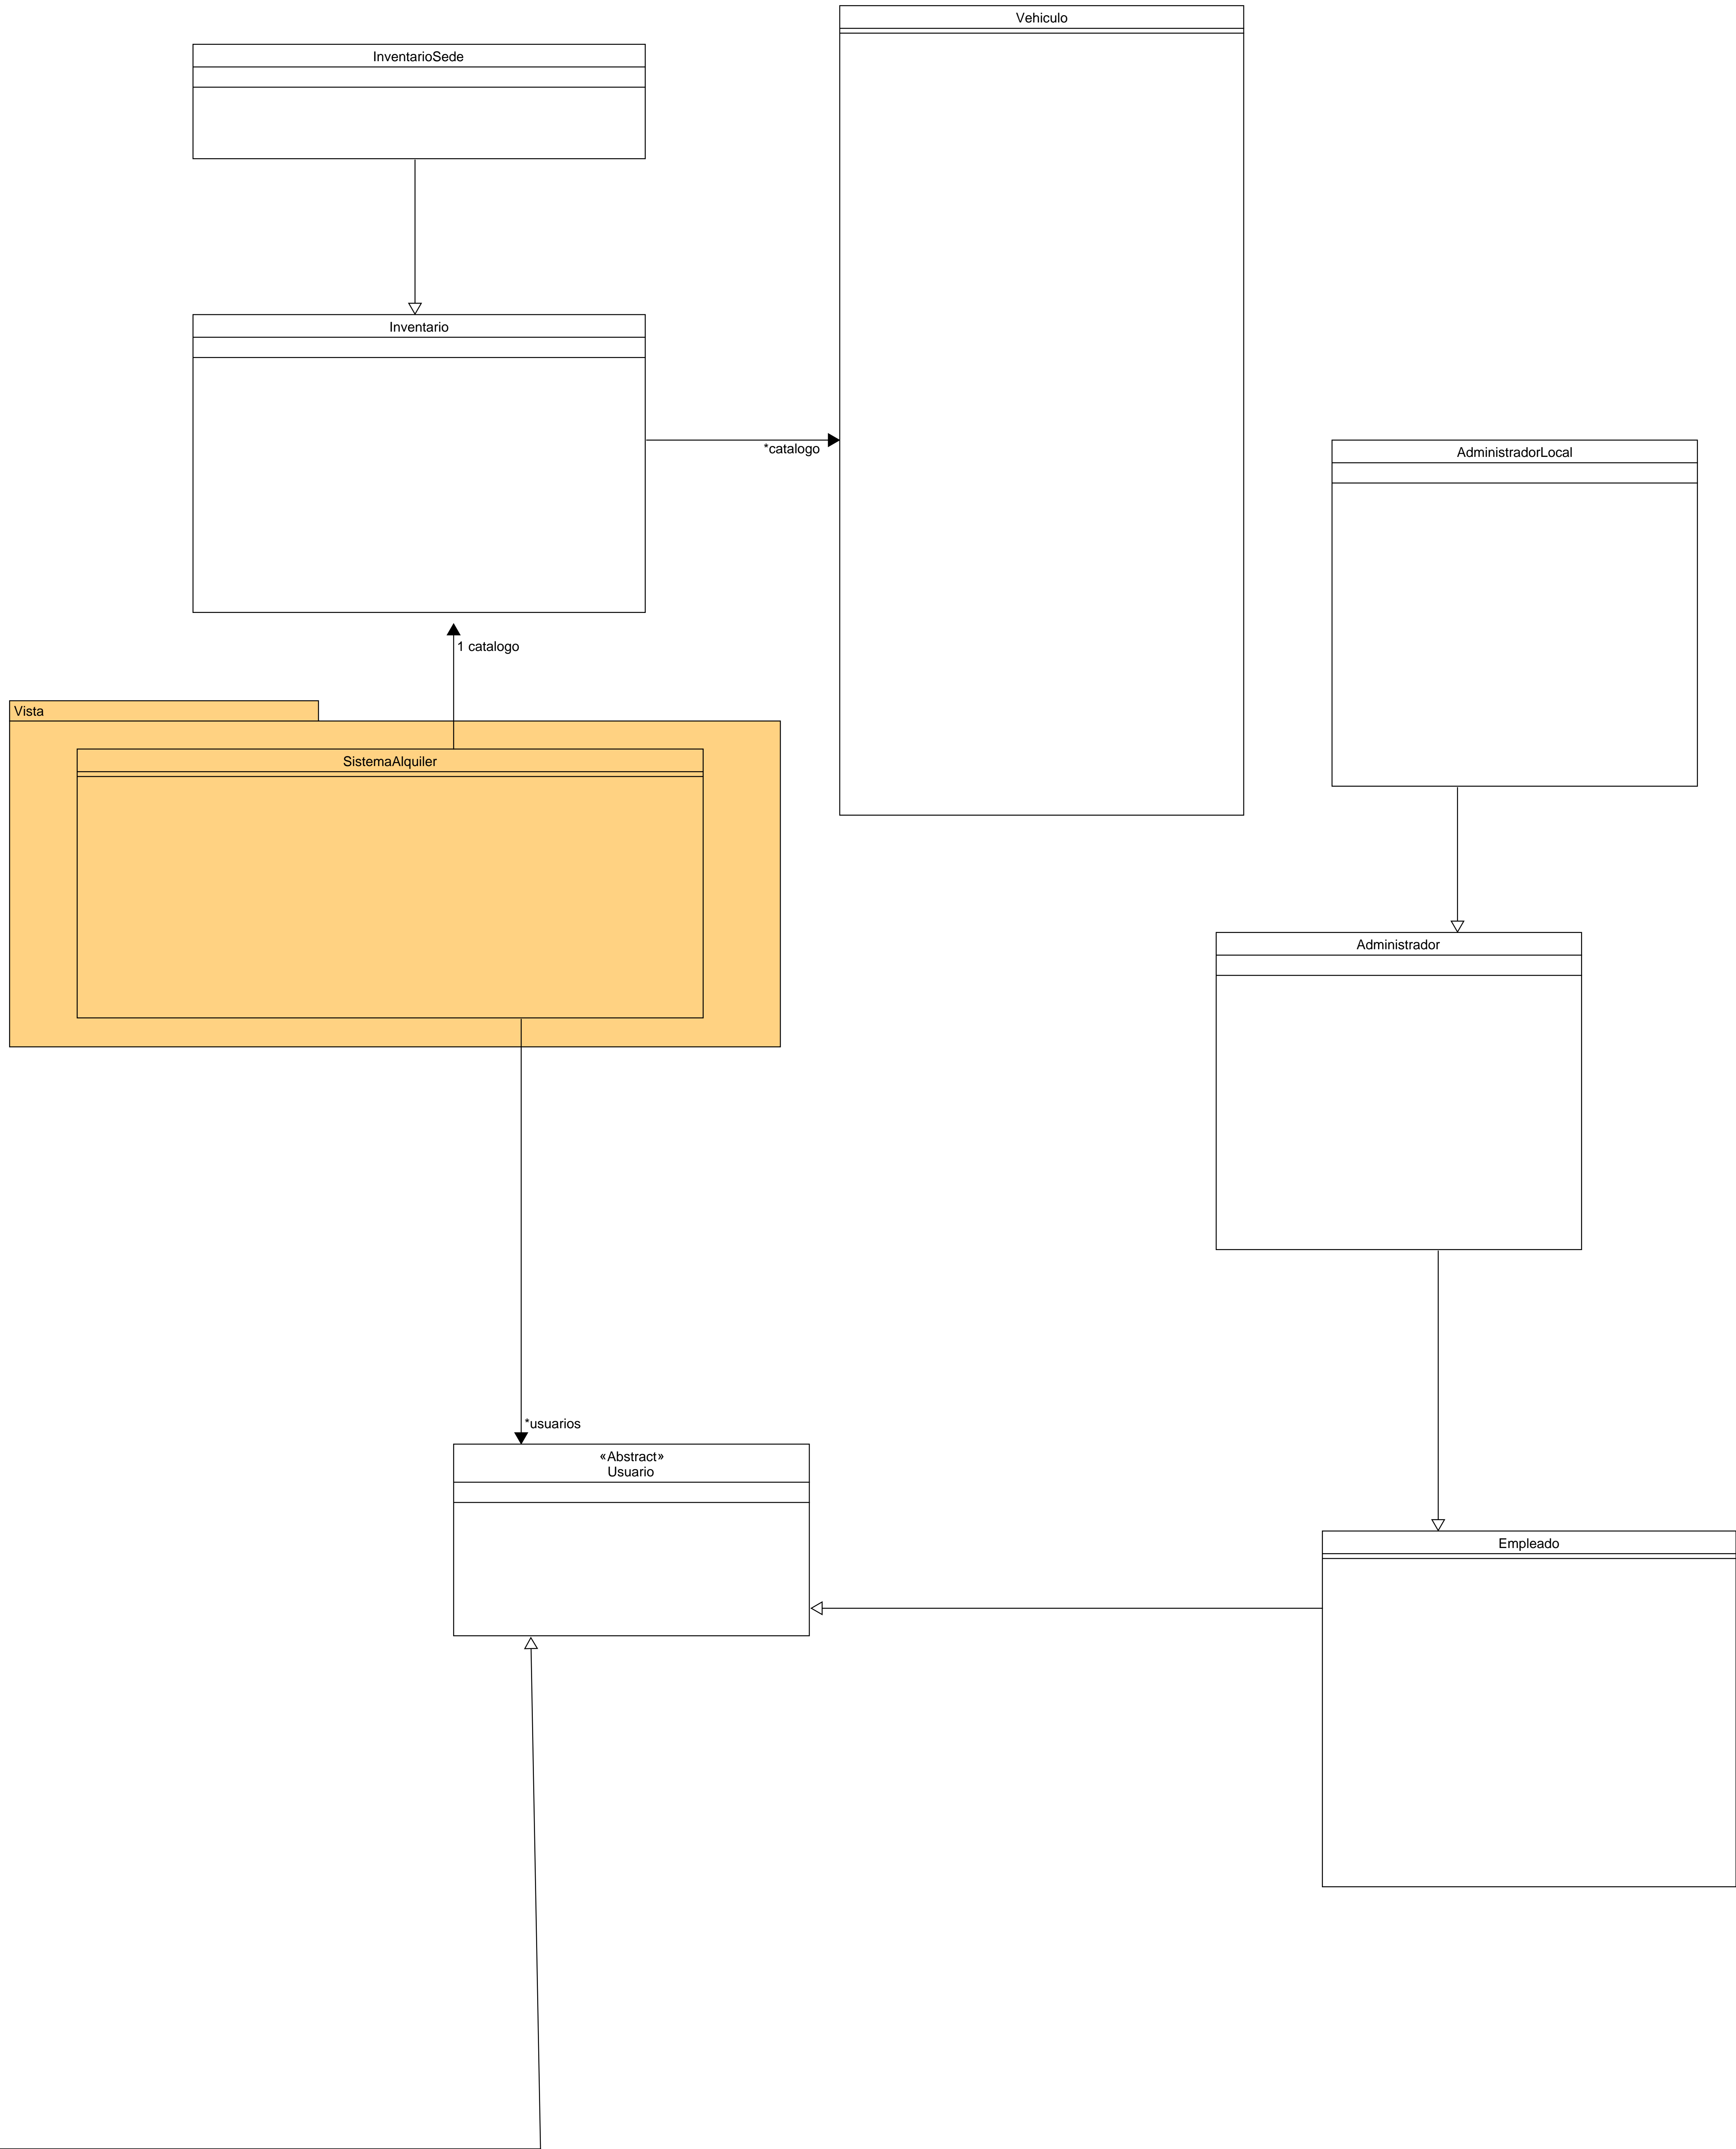 Vehiculo
InventarioSede
Inventario
*catalogo
AdministradorLocal
1 catalogo
Vista
SistemaAlquiler
Administrador
*usuarios
«Abstract»
Usuario
Empleado